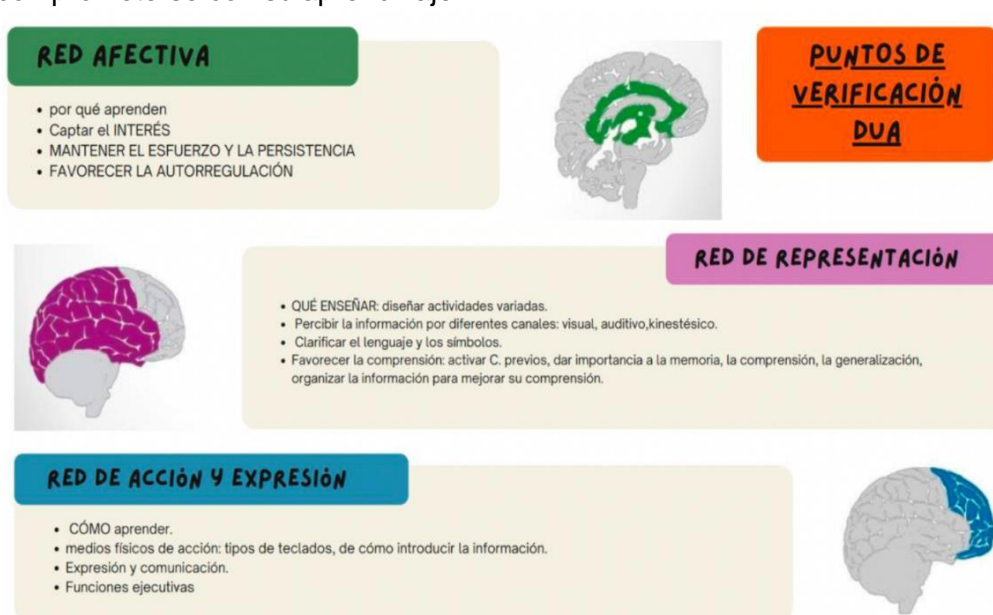 RED AFECTIVA
• por qué aprenden
• Captar el INTERÉS
• MANTENER EL ESFUERZO Y LA PERSISTENCIA
• FAVORECER LA AUTORREGULACIÓN
PUNTOS DE
VERIFICACIÓN
DUA
RED DE REPRESENTACIÓN
• QUÉ ENSEÑAR: diseñar actividades variadas.
• Percibir la información por diferentes canales: visual, auditivo,kinestésico.
• Clarificar el lenguaje y los símbolos.
• Favorecer la comprensión: activar C. previos, dar importancia a la memoria, la comprensión, la generalización,
organizar la información para mejorar su comprensión.
RED DE ACCIÓN Y EXPRESIÓN
• CÓMO aprender.
• medios físicos de acción: tipos de teclados, de cómo introducir la información.
• Expresión y comunicación.
• Funciones ejecutivas